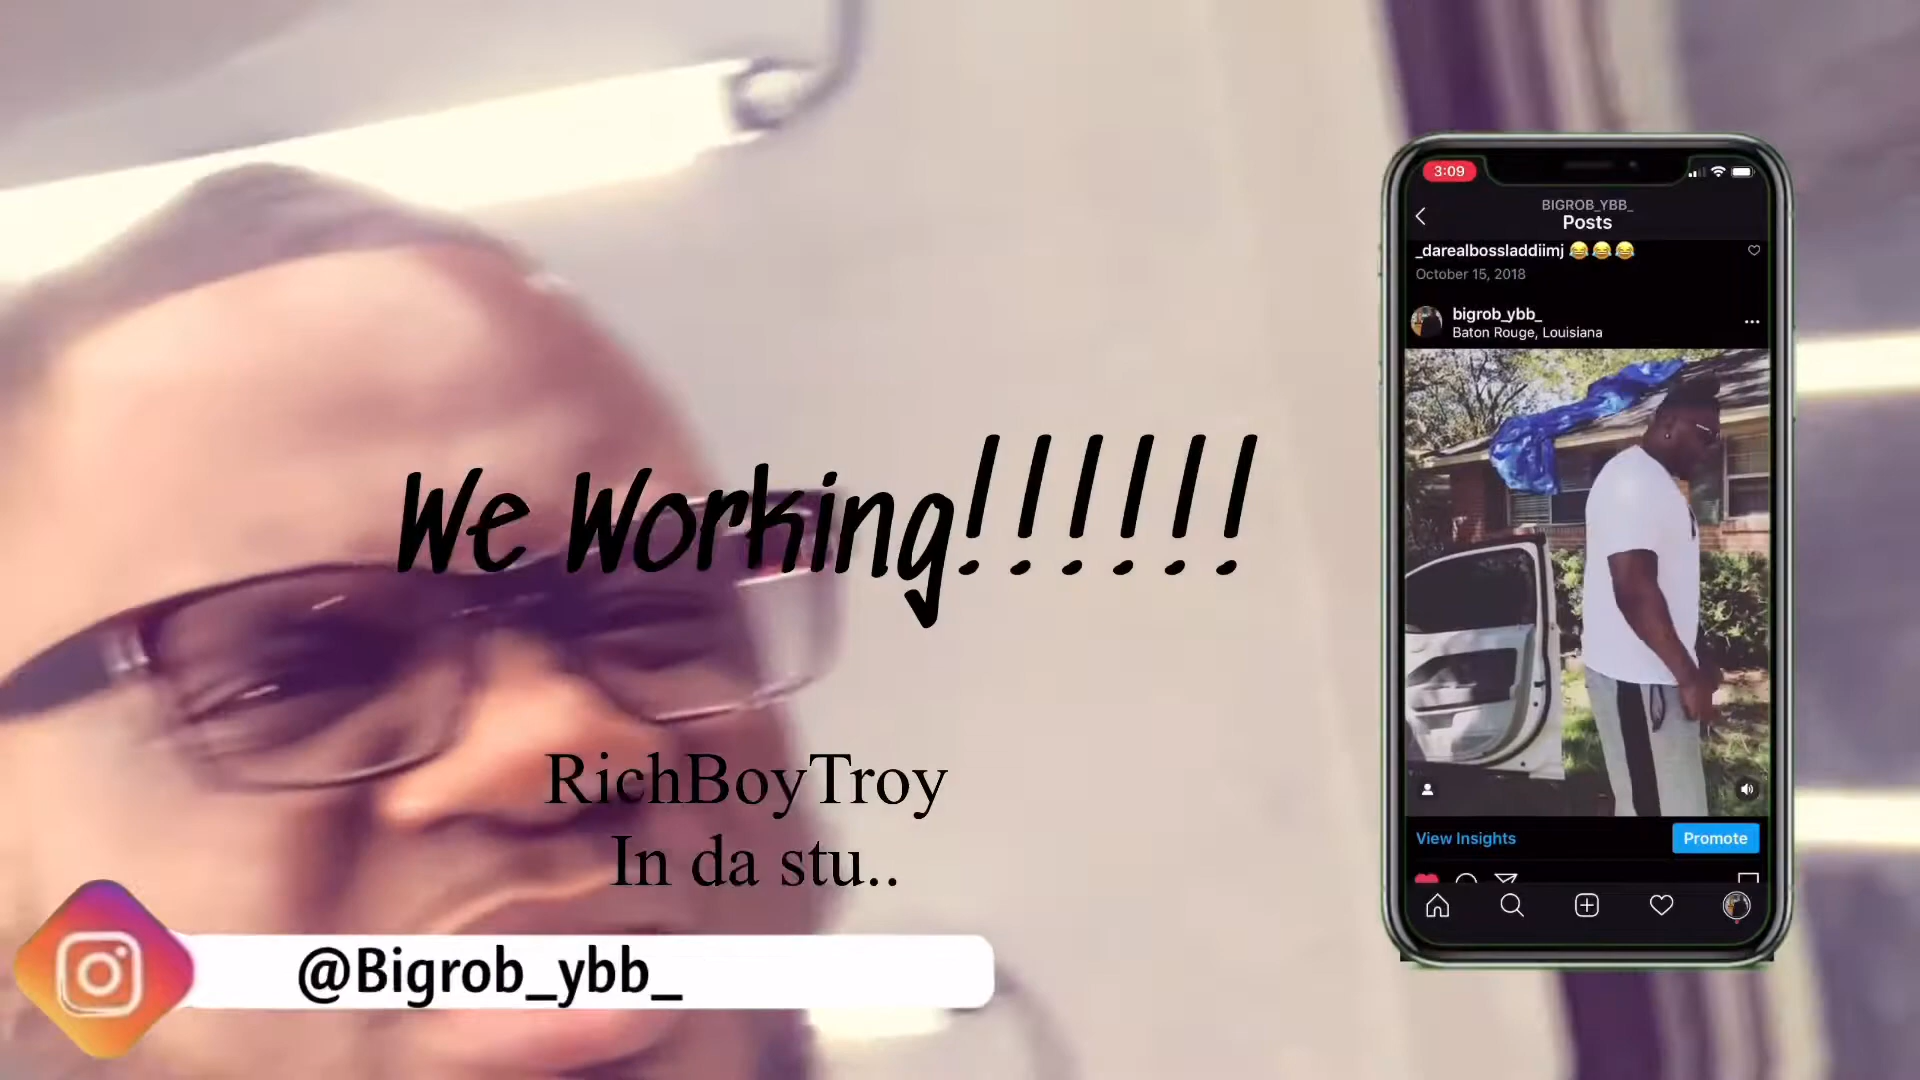 We Working!!!!!!
RichBoyTroy
In da stu..
@Bigrob_ybb_
3:09
BIGROB_YBB_
Posts
_darealbossladdiimj 😂😂😂
October 15, 2018
bigrob_ybb_
Baton Rouge, Louisiana
View Insights
Promote